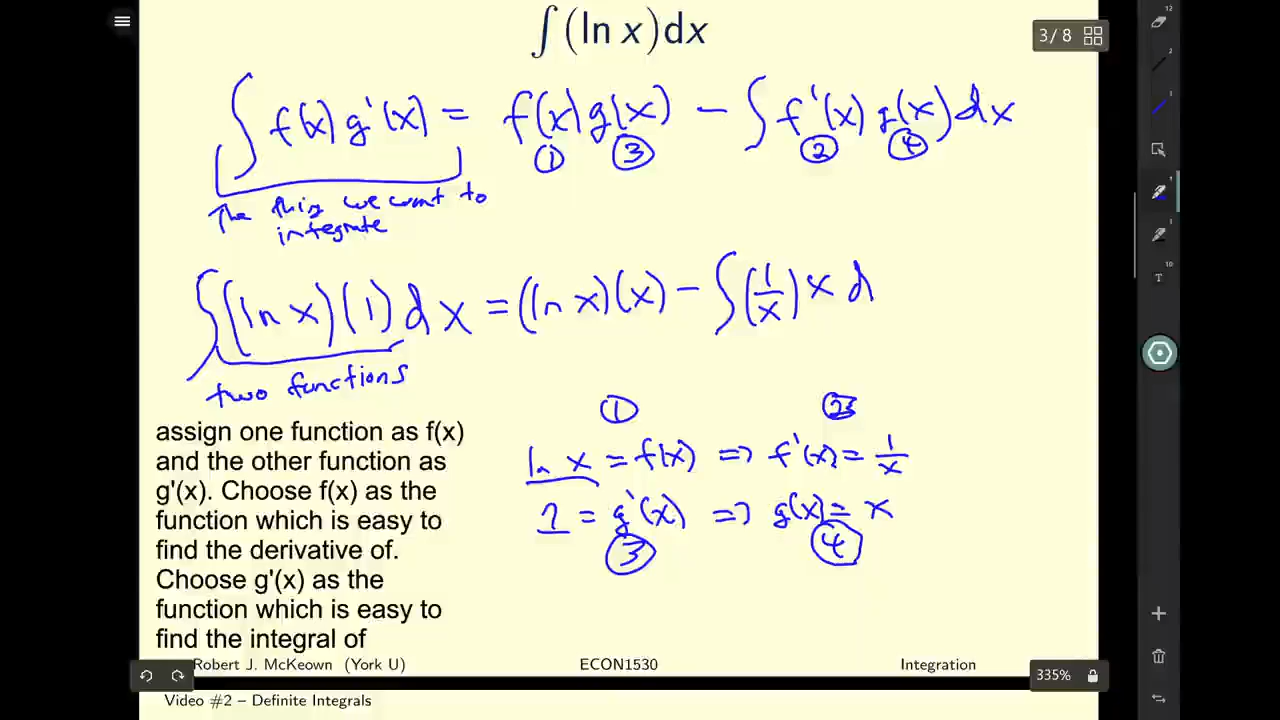 ∫ (ln x)dx
3 / 8
∫ f(x) g'(x) = f(x) g(x) − ∫ f'(x) g(x) dx
① ③ ② ④
The thing we want to
integrate
∫ (ln x)(1) dx = (ln x)(x) − ∫ (1/x) x d
two functions
① ②
ln x = f(x) => f'(x) = 1/x
1 = g'(x) => g(x) = x
③ ④
assign one function as f(x)
and the other function as
g'(x). Choose f(x) as the
function which is easy to
find the derivative of.
Choose g'(x) as the
function which is easy to
find the integral of
Robert J. McKeown (York U) ECON1530 Integration
335%
Video #2 – Definite Integrals